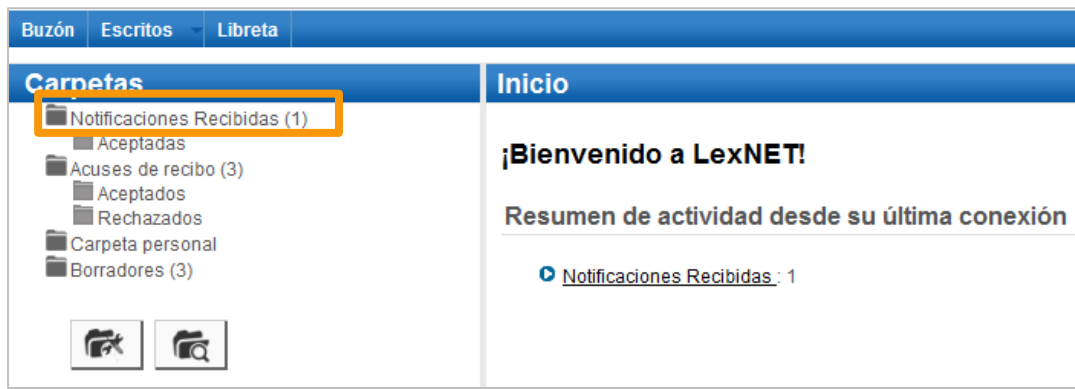 Buzón Escritos Libreta
Carpetas
Notificaciones Recibidas (1)
Aceptadas
Acuses de recibo (3)
Aceptados
Rechazados
Carpeta personal
Borradores (3)
Inicio
¡Bienvenido a LexNET!
Resumen de actividad desde su última conexión
Notificaciones Recibidas : 1